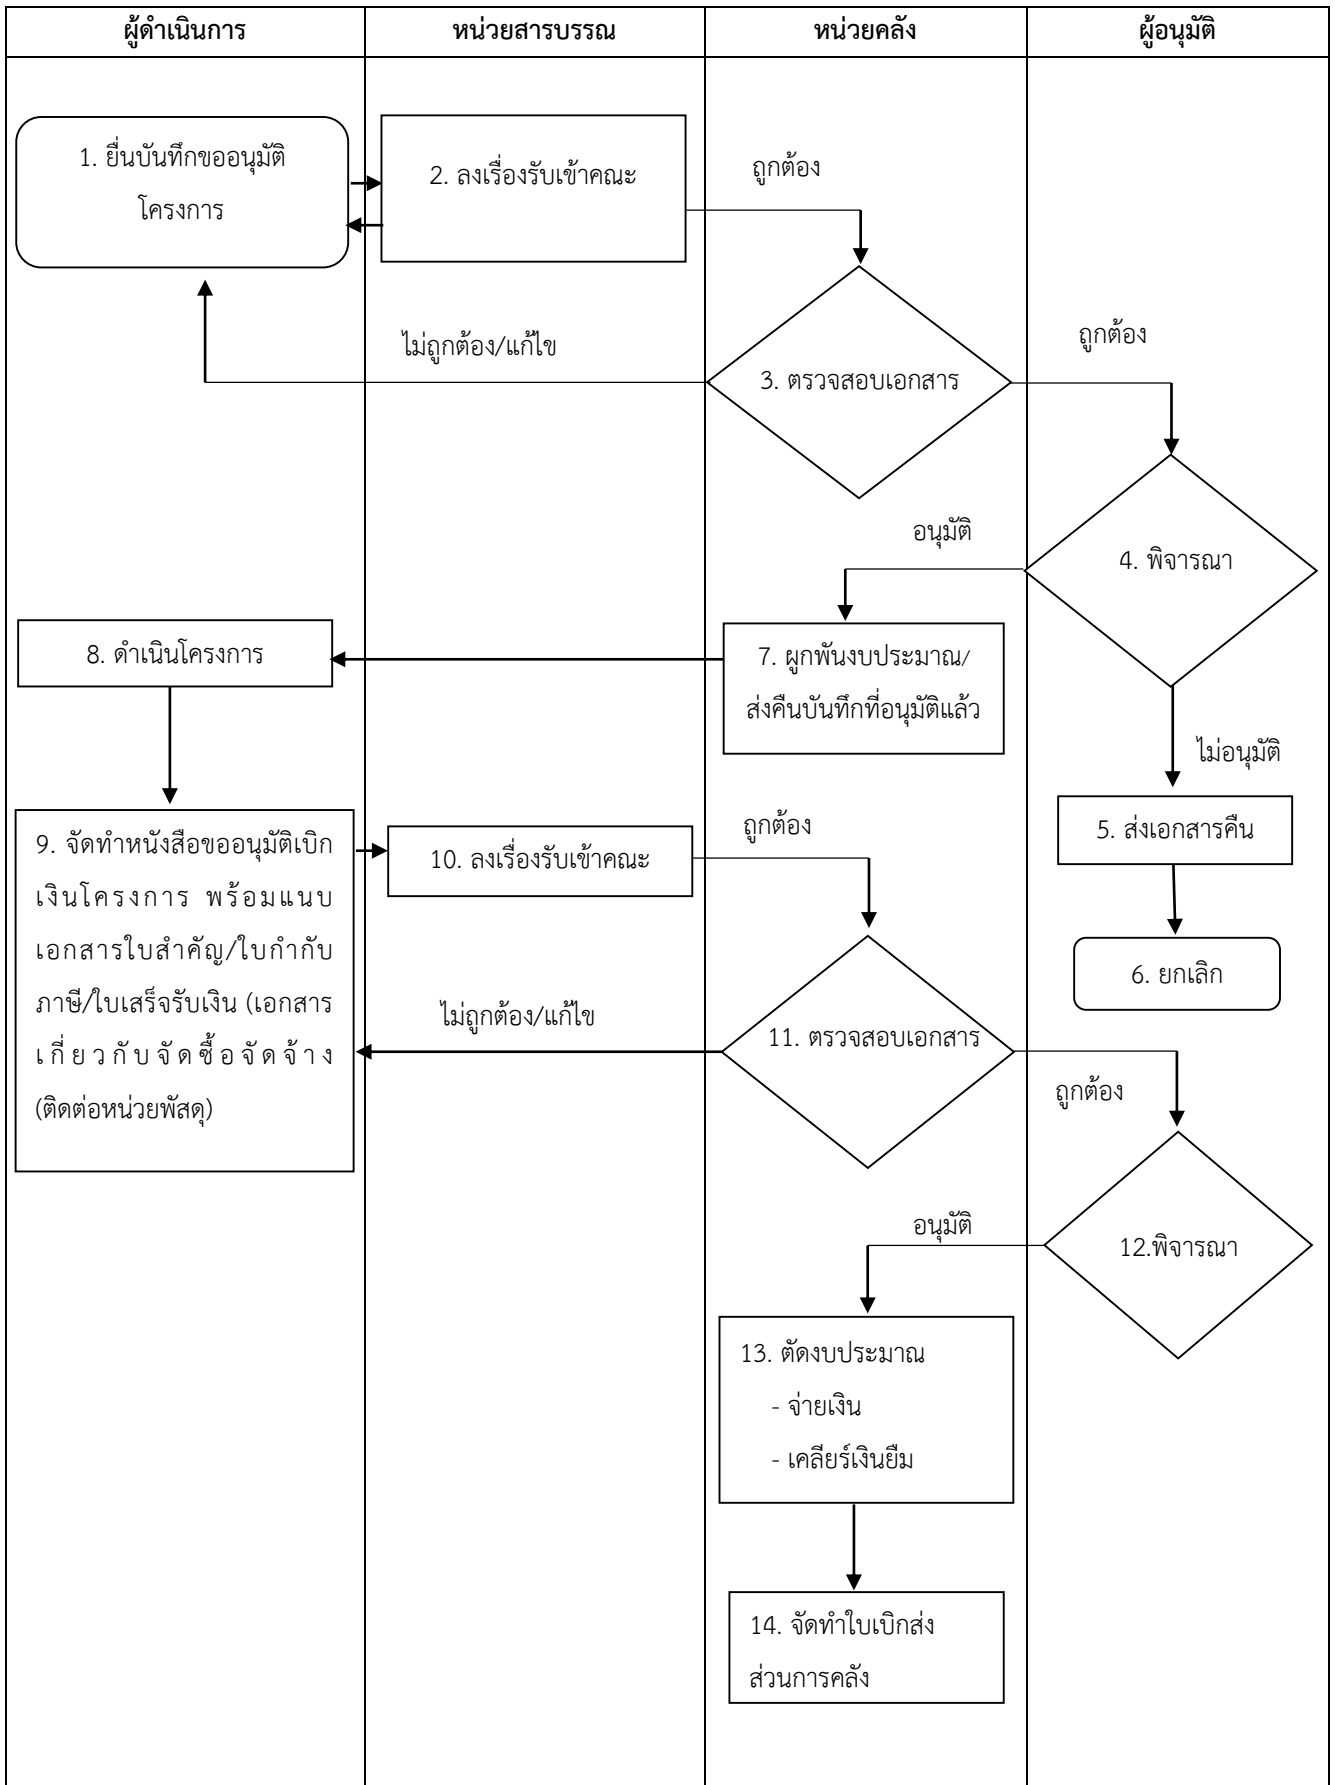 ผู้ดำเนินการ
หน่วยสารบรรณ
หน่วยคลัง
ผู้อนุมัติ
1. ยื่นบันทึกขออนุมัติ
โครงการ
2. ลงเรื่องรับเข้าคณะ
ถูกต้อง
ไม่ถูกต้อง/แก้ไข
3. ตรวจสอบเอกสาร
ถูกต้อง
อนุมัติ
4. พิจารณา
8. ดำเนินโครงการ
7. ผูกพันงบประมาณ/
ส่งคืนบันทึกที่อนุมัติแล้ว
ไม่อนุมัติ
5. ส่งเอกสารคืน
6. ยกเลิก
9. จัดทำหนังสือขออนุมัติเบิก
เงินโครงการ พร้อมแนบ
เอกสารใบสำคัญ/ใบกำกับ
ภาษี/ใบเสร็จรับเงิน (เอกสาร
เกี่ยวกับจัดซื้อจัดจ้าง
(ติดต่อหน่วยพัสดุ)
10. ลงเรื่องรับเข้าคณะ
ถูกต้อง
ไม่ถูกต้อง/แก้ไข
11. ตรวจสอบเอกสาร
ถูกต้อง
อนุมัติ
12.พิจารณา
13. ตัดงบประมาณ
- จ่ายเงิน
- เคลียร์เงินยืม
14. จัดทำใบเบิกส่ง
ส่วนการคลัง